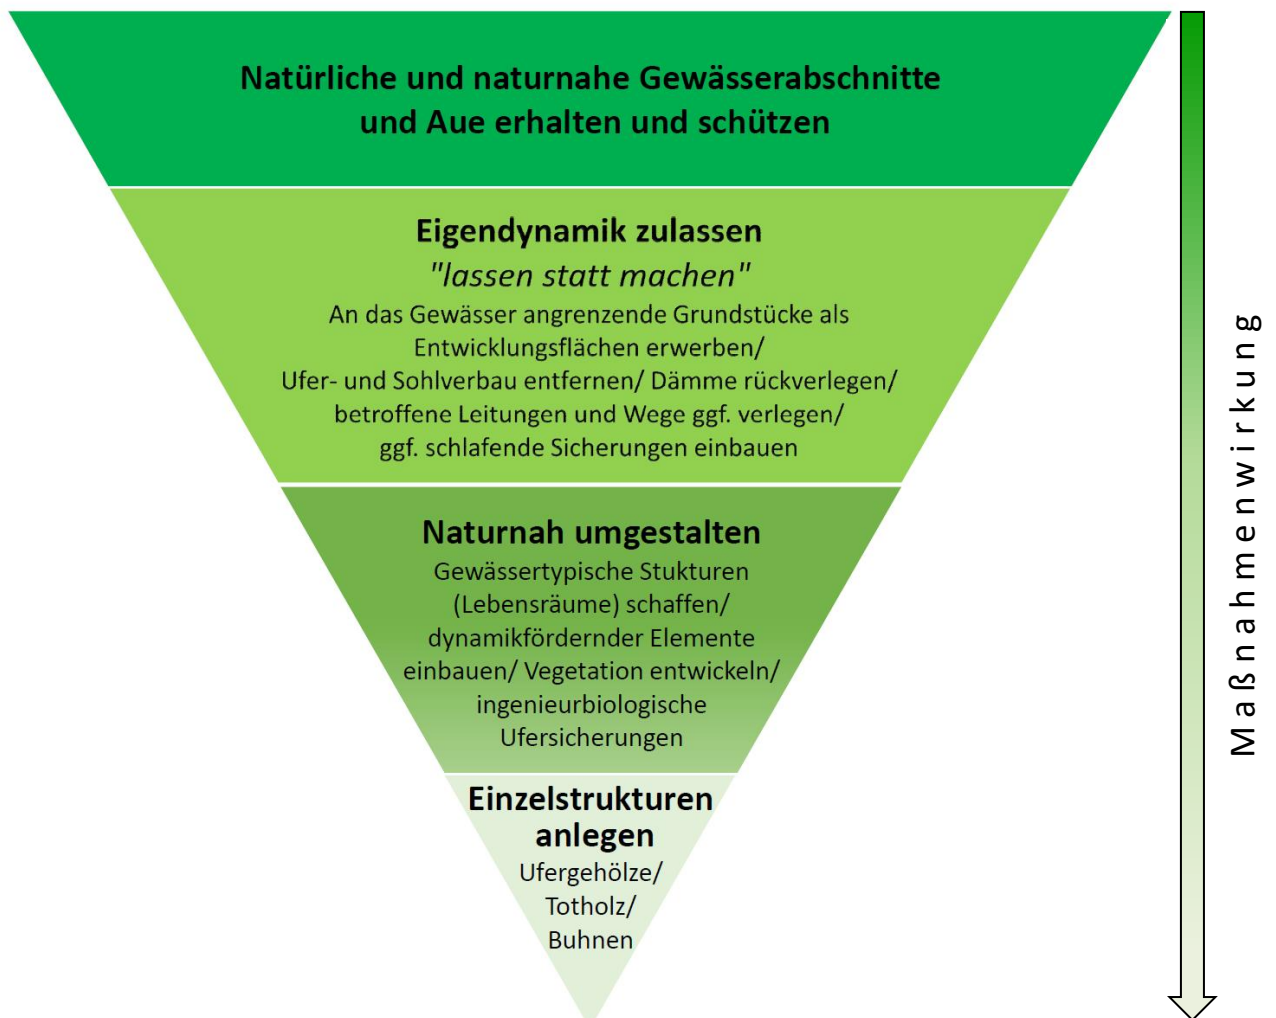 Natürliche und naturnahe Gewässerabschnitte
und Aue erhalten und schützen
Eigendynamik zulassen
"lassen statt machen"
An das Gewässer angrenzende Grundstücke als
Entwicklungsflächen erwerben/
Ufer- und Sohlverbau entfernen/ Dämme rückverlegen/
betroffene Leitungen und Wege ggf. verlegen/
ggf. schlafende Sicherungen einbauen
Naturnah umgestalten
Gewässertypische Stukturen
(Lebensräume) schaffen/
dynamikfördernder Elemente
einbauen/ Vegetation entwickeln/
ingenieurbiologische
Ufersicherungen
Einzelstrukturen
anlegen
Ufergehölze/
Totholz/
Buhnen
Maßnahmenwirkung